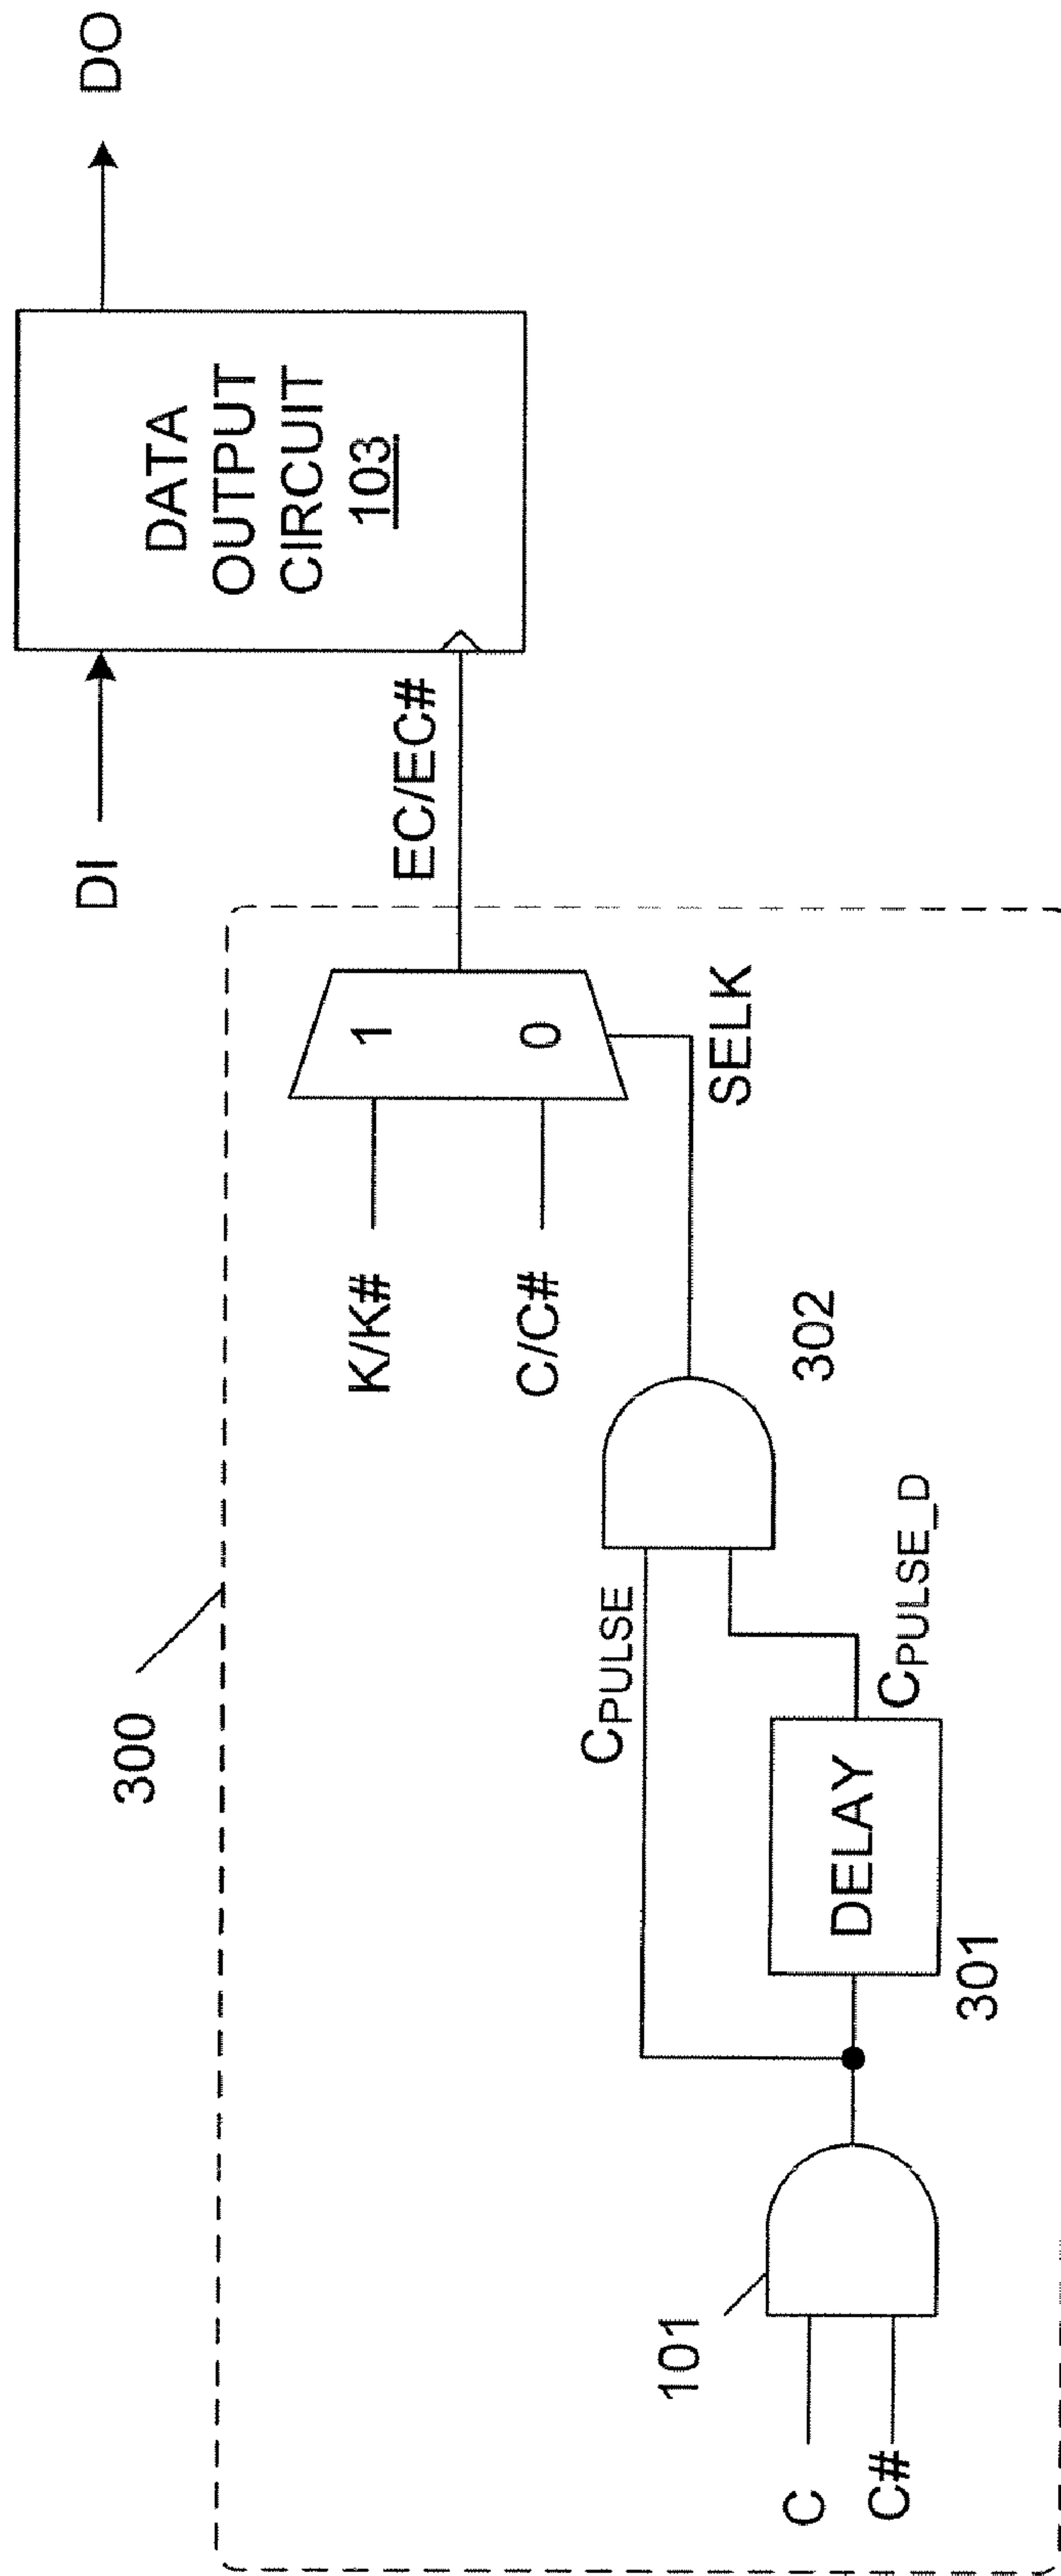 300
DI
DO
DATA
OUTPUT
CIRCUIT
103
EC/EC#
K/K#
1
C/C#
0
SELK
302
CPULSE
CPULSE_D
DELAY
301
101
C
C#